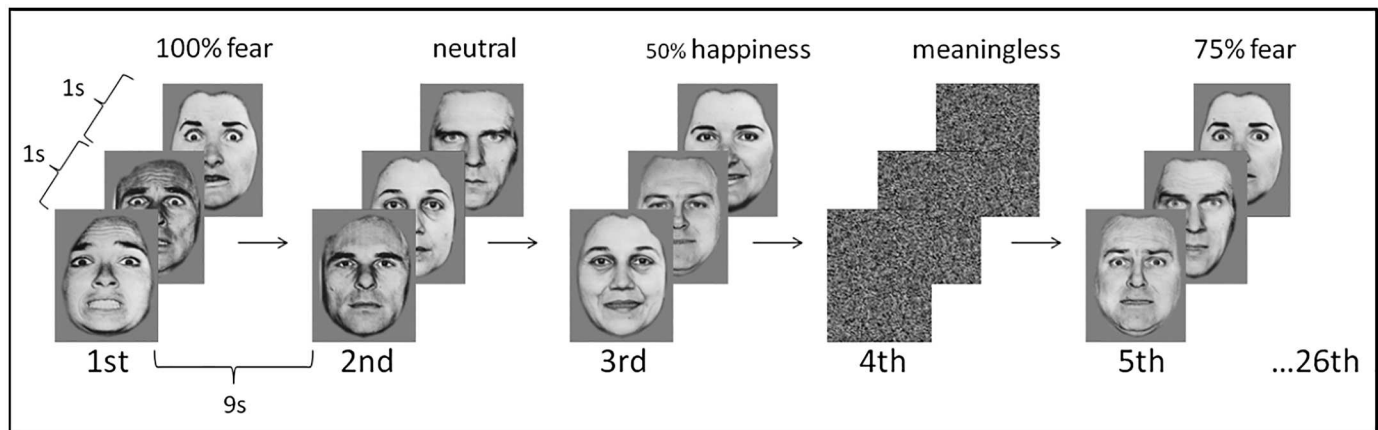 100% fear
neutral
50% happiness
meaningless
75% fear
1s
1s
1st
2nd
3rd
4th
5th
...26th
9s